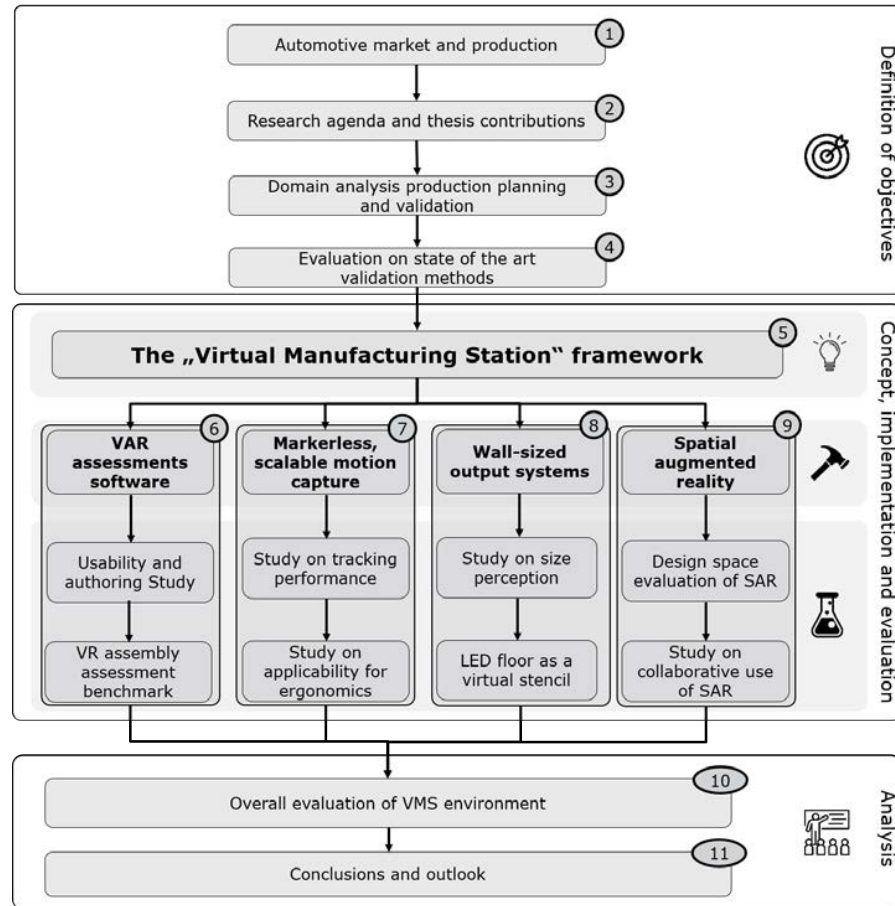 1
Automotive market and production
2
Research agenda and thesis contributions
3
Domain analysis production planning
and validation
4
Evaluation on state of the art
validation methods
Definition of objectives
5
The „Virtual Manufacturing Station“ framework
6
VAR
assessments
software
Usability and
authoring Study
VR assembly
assessment
benchmark
7
Markerless,
scalable motion
capture
Study on tracking
performance
Study on
applicability for
ergonomics
8
Wall-sized
output systems
Study on size
perception
LED floor as a
virtual stencil
9
Spatial
augmented
reality
Design space
evaluation of SAR
Study on
collaborative use
of SAR
Concept, implementation and evaluation
10
Overall evaluation of VMS environment
11
Conclusions and outlook
Analysis